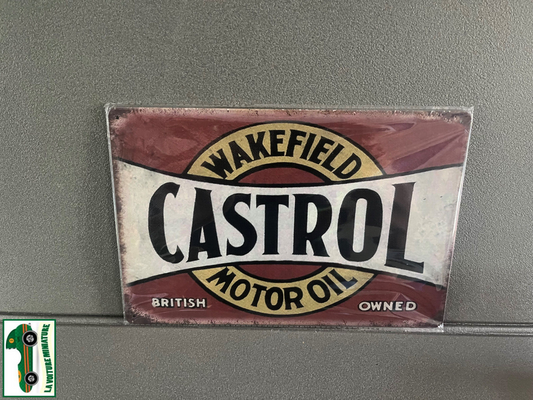 WAKEFIELD
CASTROL
MOTOR OIL
BRITISH OWNED
LA VOITURE MINIATURE